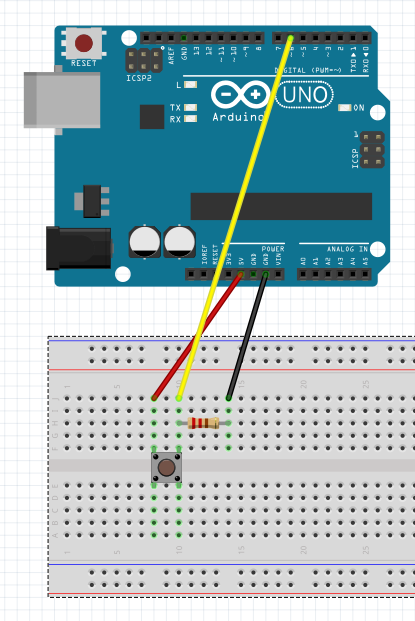 RESET
ICSP2
AREF
GND
13
12
~11
~10
~9
8
7
~6
~5
4
~3
2
TXD 1
RXD 0
DIGITAL (PWM=~)
L
TX
RX
Arduino
UNO
ON
1
ICSP
POWER
ANALOG IN
IOREF
RESET
3V3
5V
GND
GND
VIN
A0
A1
A2
A3
A4
A5
1
5
10
15
20
25
1
5
10
15
20
25